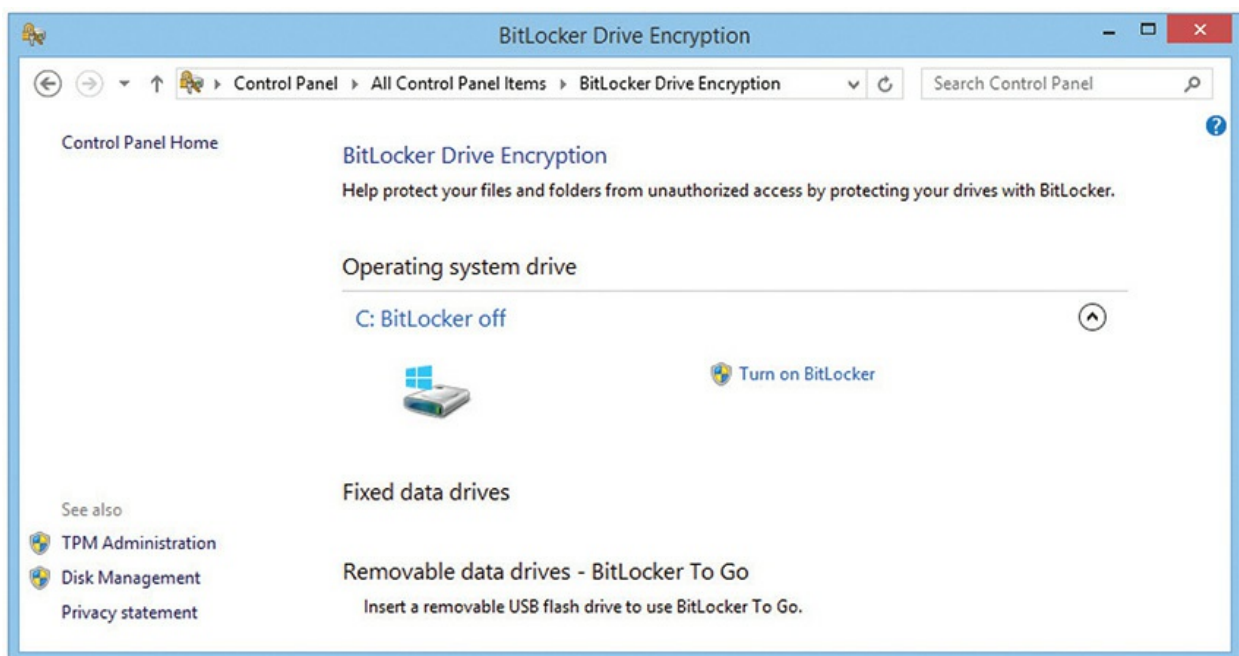 BitLocker Drive Encryption
Control Panel All Control Panel Items BitLocker Drive Encryption Search Control Panel
Control Panel Home
BitLocker Drive Encryption
Help protect your files and folders from unauthorized access by protecting your drives with BitLocker.
Operating system drive
C: BitLocker off
Turn on BitLocker
Fixed data drives
Removable data drives - BitLocker To Go
Insert a removable USB flash drive to use BitLocker To Go.
See also
TPM Administration
Disk Management
Privacy statement